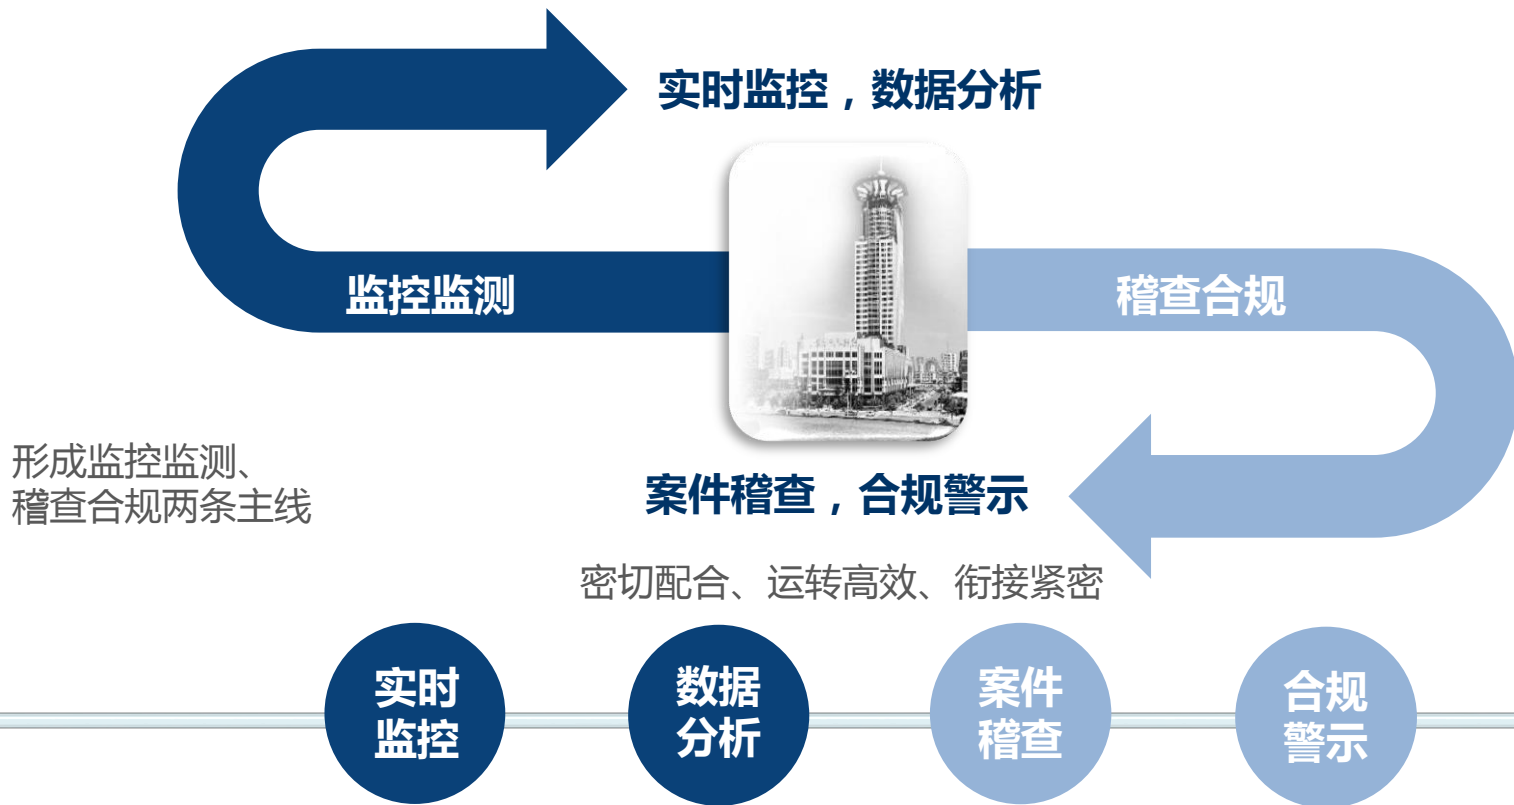 实时监控，数据分析
监控监测
稽查合规
形成监控监测、
稽查合规两条主线
案件稽查，合规警示
密切配合、运转高效、衔接紧密
实时
监控
数据
分析
案件
稽查
合规
警示